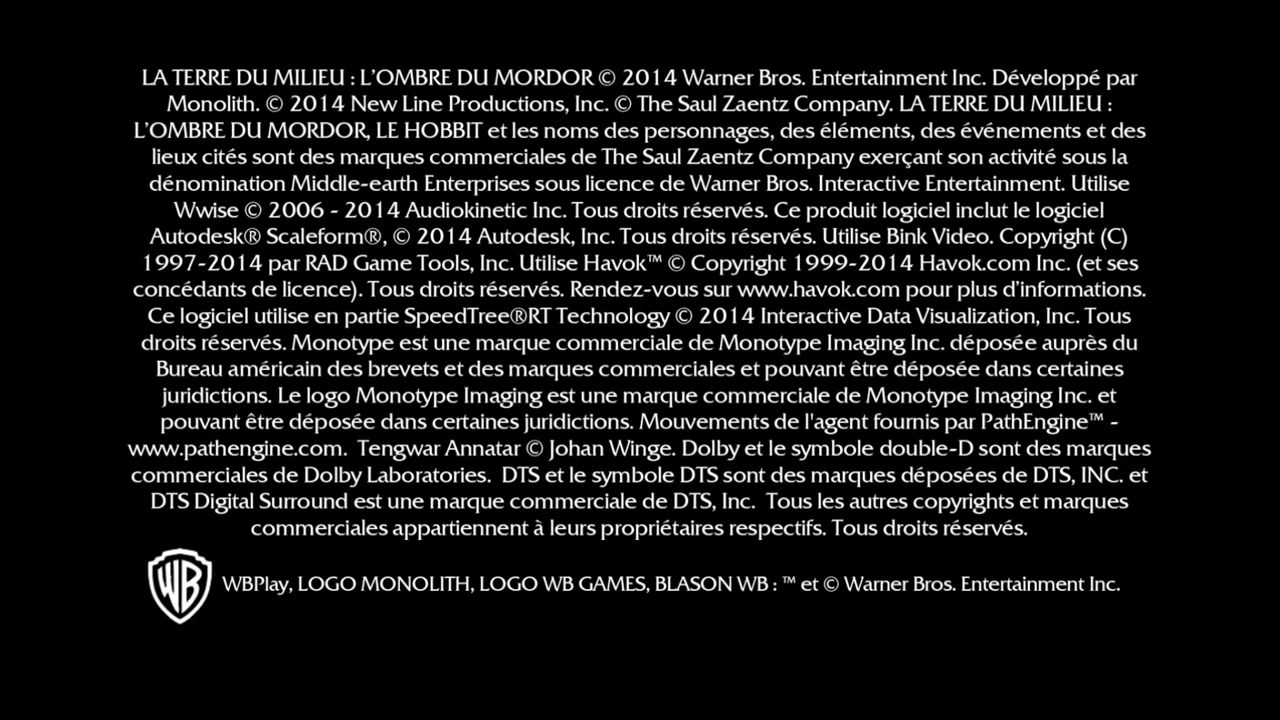 LA TERRE DU MILIEU : L'OMBRE DU MORDOR © 2014 Warner Bros. Entertainment Inc. Développé par
Monolith. © 2014 New Line Productions, Inc. © The Saul Zaentz Company. LA TERRE DU MILIEU :
L'OMBRE DU MORDOR, LE HOBBIT et les noms des personnages, des éléments, des événements et des
lieux cités sont des marques commerciales de The Saul Zaentz Company exerçant son activité sous la
dénomination Middle-earth Enterprises sous licence de Warner Bros. Interactive Entertainment. Utilise
Wwise © 2006 - 2014 Audiokinetic Inc. Tous droits réservés. Ce produit logiciel inclut le logiciel
Autodesk® Scaleform®, © 2014 Autodesk, Inc. Tous droits réservés. Utilise Bink Video. Copyright (C)
1997-2014 par RAD Game Tools, Inc. Utilise Havok™ © Copyright 1999-2014 Havok.com Inc. (et ses
concédants de licence). Tous droits réservés. Rendez-vous sur www.havok.com pour plus d'informations.
Ce logiciel utilise en partie SpeedTree®RT Technology © 2014 Interactive Data Visualization, Inc. Tous
droits réservés. Monotype est une marque commerciale de Monotype Imaging Inc. déposée auprès du
Bureau américain des brevets et des marques commerciales et pouvant être déposée dans certaines
juridictions. Le logo Monotype Imaging est une marque commerciale de Monotype Imaging Inc. et
pouvant être déposée dans certaines juridictions. Mouvements de l'agent fournis par PathEngine™ -
www.pathengine.com.  Tengwar Annatar © Johan Winge. Dolby et le symbole double-D sont des marques
commerciales de Dolby Laboratories.  DTS et le symbole DTS sont des marques déposées de DTS, INC. et
DTS Digital Surround est une marque commerciale de DTS, Inc.  Tous les autres copyrights et marques
commerciales appartiennent à leurs propriétaires respectifs. Tous droits réservés.
WB WBPlay, LOGO MONOLITH, LOGO WB GAMES, BLASON WB : ™ et © Warner Bros. Entertainment Inc.